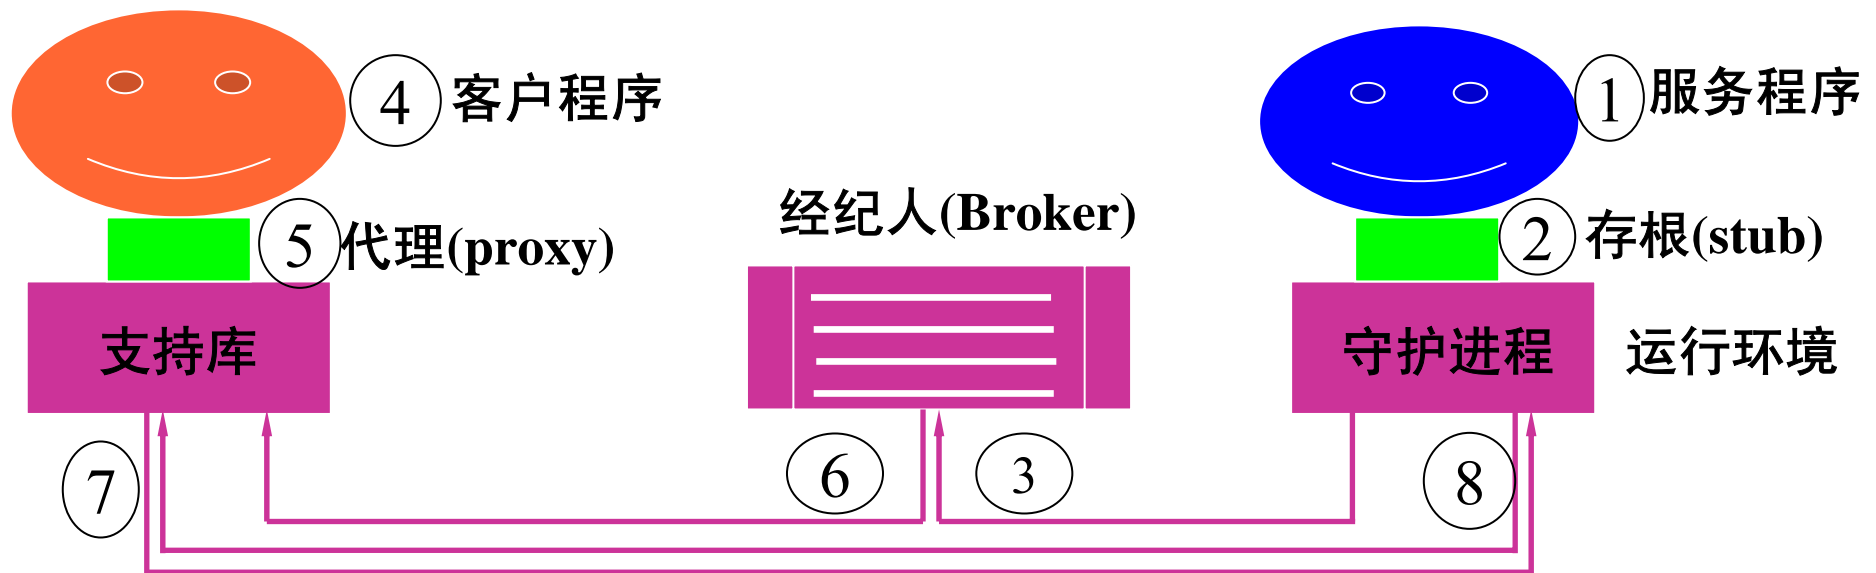 ④ 客户程序
① 服务程序
⑤ 代理(proxy)
经纪人(Broker)
② 存根(stub)
支持库
守护进程
运行环境
⑦
⑥
③
⑧